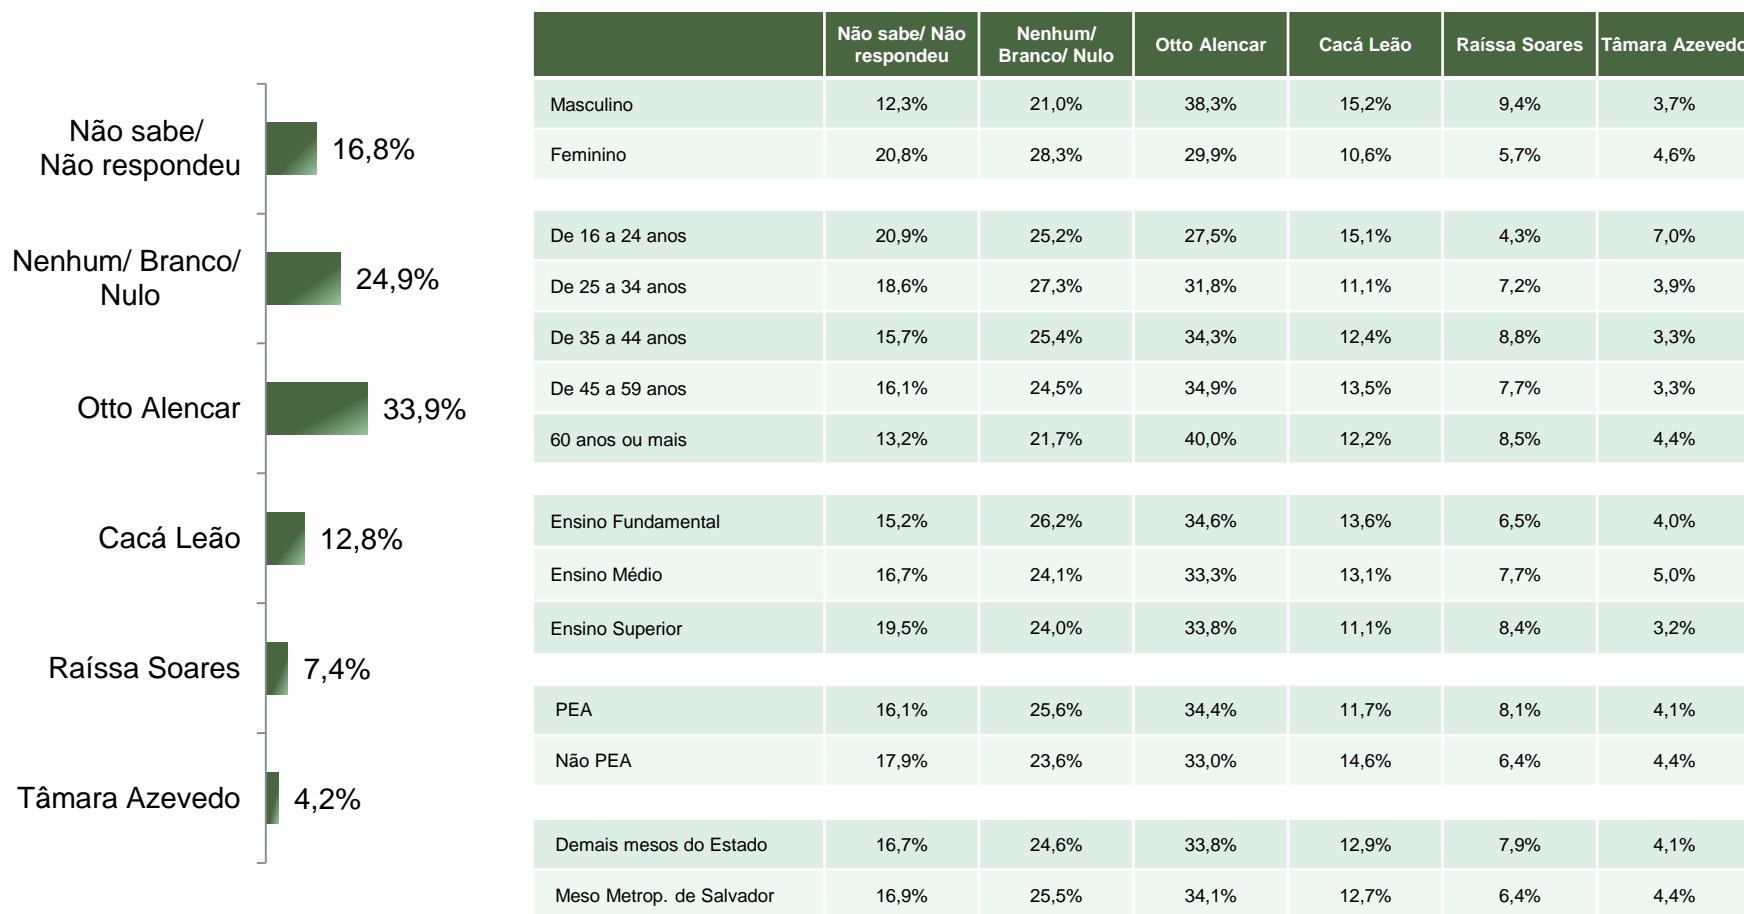 Não sabe/
Não respondeu
16,8%
Nenhum/ Branco/
Nulo
24,9%
Otto Alencar
33,9%
Cacá Leão
12,8%
Raíssa Soares
7,4%
Tâmara Azevedo
4,2%
Não sabe/ Não respondeu Nenhum/ Branco/ Nulo Otto Alencar Cacá Leão Raíssa Soares Tâmara Azevedo
Masculino 12,3% 21,0% 38,3% 15,2% 9,4% 3,7%
Feminino 20,8% 28,3% 29,9% 10,6% 5,7% 4,6%
De 16 a 24 anos 20,9% 25,2% 27,5% 15,1% 4,3% 7,0%
De 25 a 34 anos 18,6% 27,3% 31,8% 11,1% 7,2% 3,9%
De 35 a 44 anos 15,7% 25,4% 34,3% 12,4% 8,8% 3,3%
De 45 a 59 anos 16,1% 24,5% 34,9% 13,5% 7,7% 3,3%
60 anos ou mais 13,2% 21,7% 40,0% 12,2% 8,5% 4,4%
Ensino Fundamental 15,2% 26,2% 34,6% 13,6% 6,5% 4,0%
Ensino Médio 16,7% 24,1% 33,3% 13,1% 7,7% 5,0%
Ensino Superior 19,5% 24,0% 33,8% 11,1% 8,4% 3,2%
PEA 16,1% 25,6% 34,4% 11,7% 8,1% 4,1%
Não PEA 17,9% 23,6% 33,0% 14,6% 6,4% 4,4%
Demais mesos do Estado 16,7% 24,6% 33,8% 12,9% 7,9% 4,1%
Meso Metrop. de Salvador 16,9% 25,5% 34,1% 12,7% 6,4% 4,4%